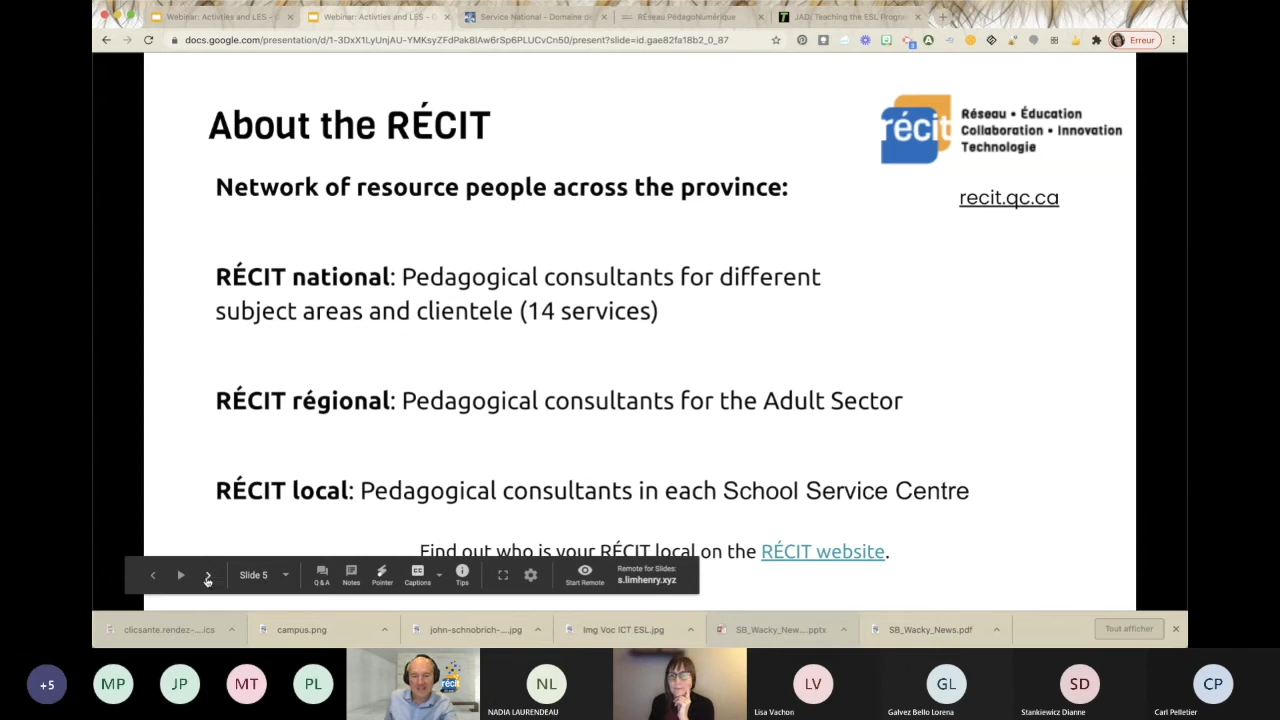 Webinar: Activties and LES - G
Webinar: Activties and LES - G
Service National - Domaine de
RÉseau PédagoNumérique
JAD: Teaching the ESL Progra
docs.google.com/presentation/d/1-3DxX1LyUnjAU-YMKsyZFdPak8lAw6rSp6PLUCvCn50/present?slide=id.gae82fa18b2_0_87
Erreur
About the RÉCIT
récit
Réseau • Éducation
Collaboration • Innovation
Technologie
recit.qc.ca
Network of resource people across the province:
RÉCIT national: Pedagogical consultants for different
subject areas and clientele (14 services)
RÉCIT régional: Pedagogical consultants for the Adult Sector
RÉCIT local: Pedagogical consultants in each School Service Centre
Find out who is your RÉCIT local on the RÉCIT website.
Slide 5
Q & A
Notes
Pointer
Captions
Tips
Start Remote
Remote for Slides:
s.limhenry.xyz
clicsante.rendez-....ics
campus.png
john-schnobrich-....jpg
Img Voc ICT ESL.jpg
SB_Wacky_New....pptx
SB_Wacky_News.pdf
Tout afficher
+5
MP
JP
MT
PL
récit
NL
NADIA LAURENDEAU
LV
Lisa Vachon
GL
Galvez Bello Lorena
SD
Stankiewicz Dianne
CP
Carl Pelletier